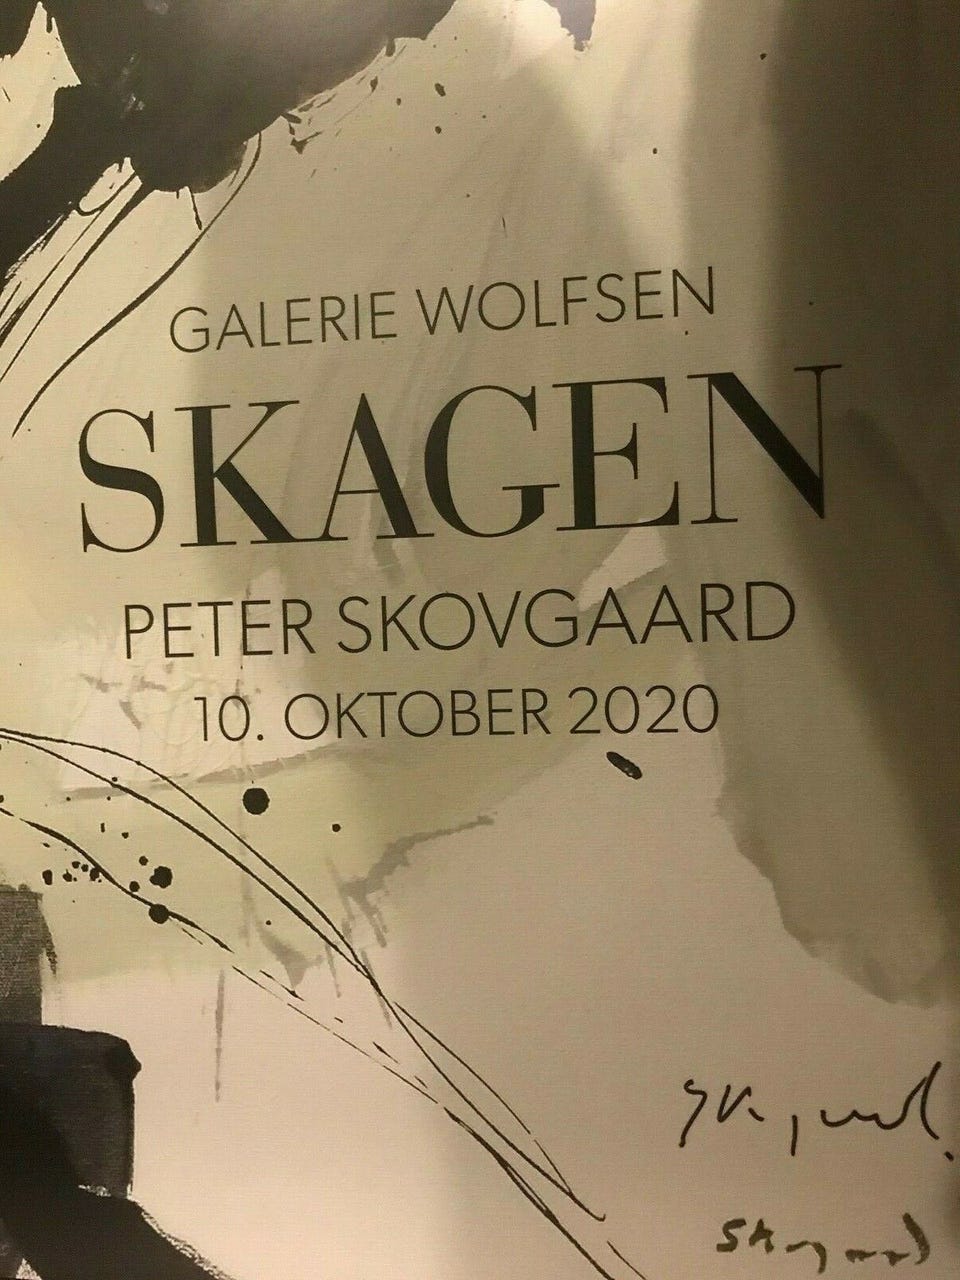 GALERIE WOLFSEN
SKAGEN
PETER SKOVGAARD
10. OKTOBER 2020